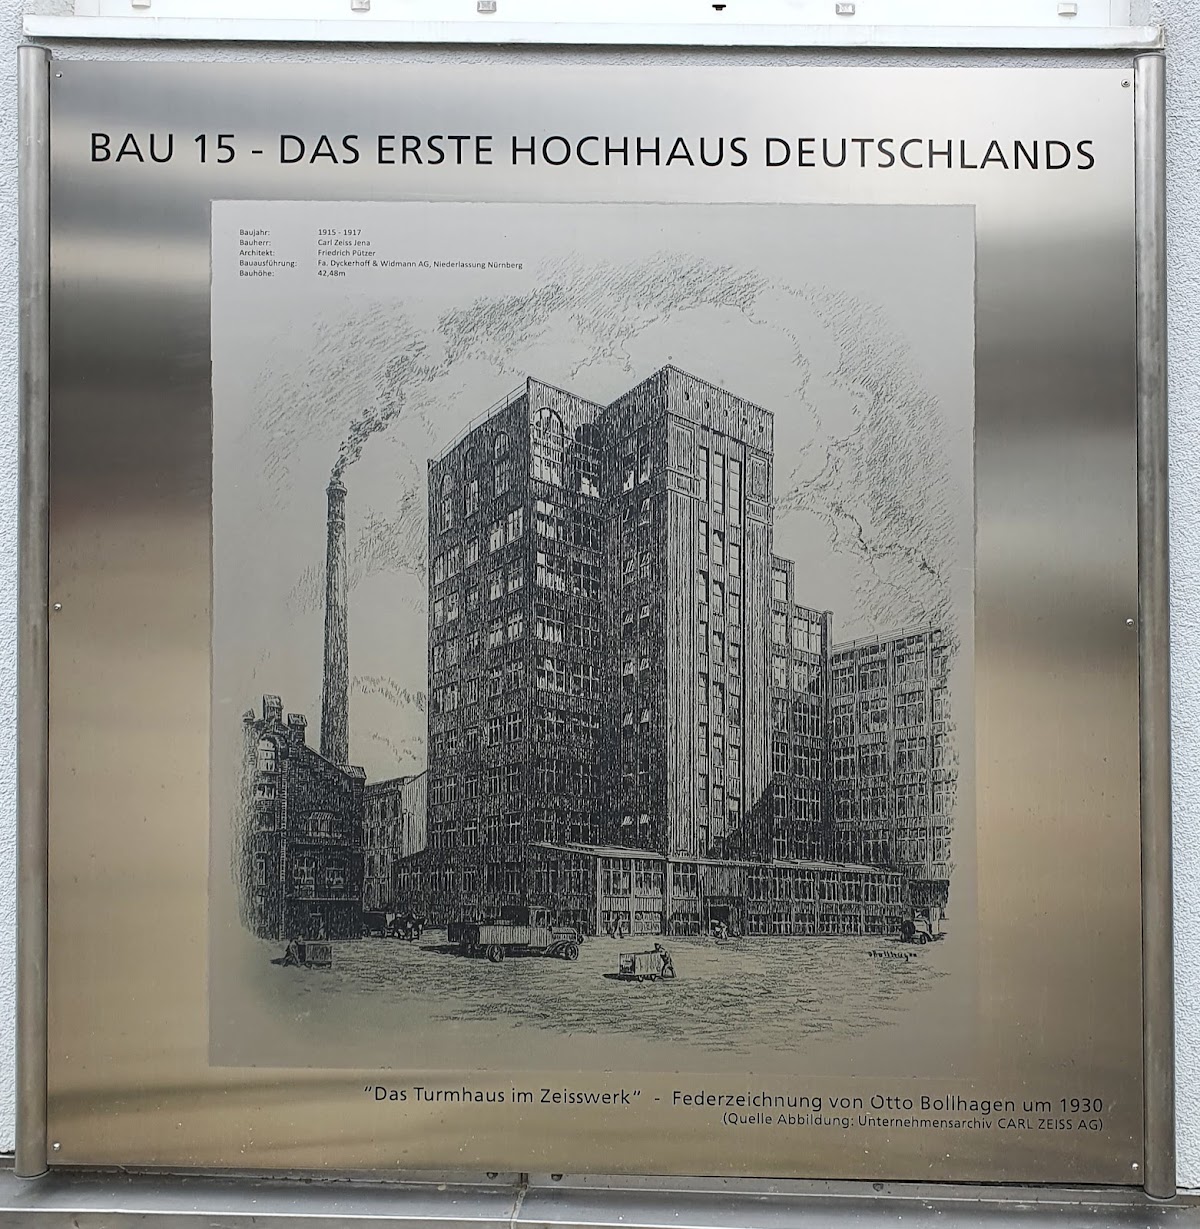 BAU 15 - DAS ERSTE HOCHHAUS DEUTSCHLANDS
Baujahr: 1915 - 1917
Bauherr: Carl Zeiss Jena
Architekt: Friedrich Pützer
Bauausführung: Fa. Dyckerhoff & Widmann AG, Niederlassung Nürnberg
Bauhöhe: 42,48m
OBollhagen
"Das Turmhaus im Zeisswerk" - Federzeichnung von Otto Bollhagen um 1930
(Quelle Abbildung: Unternehmensarchiv CARL ZEISS AG)